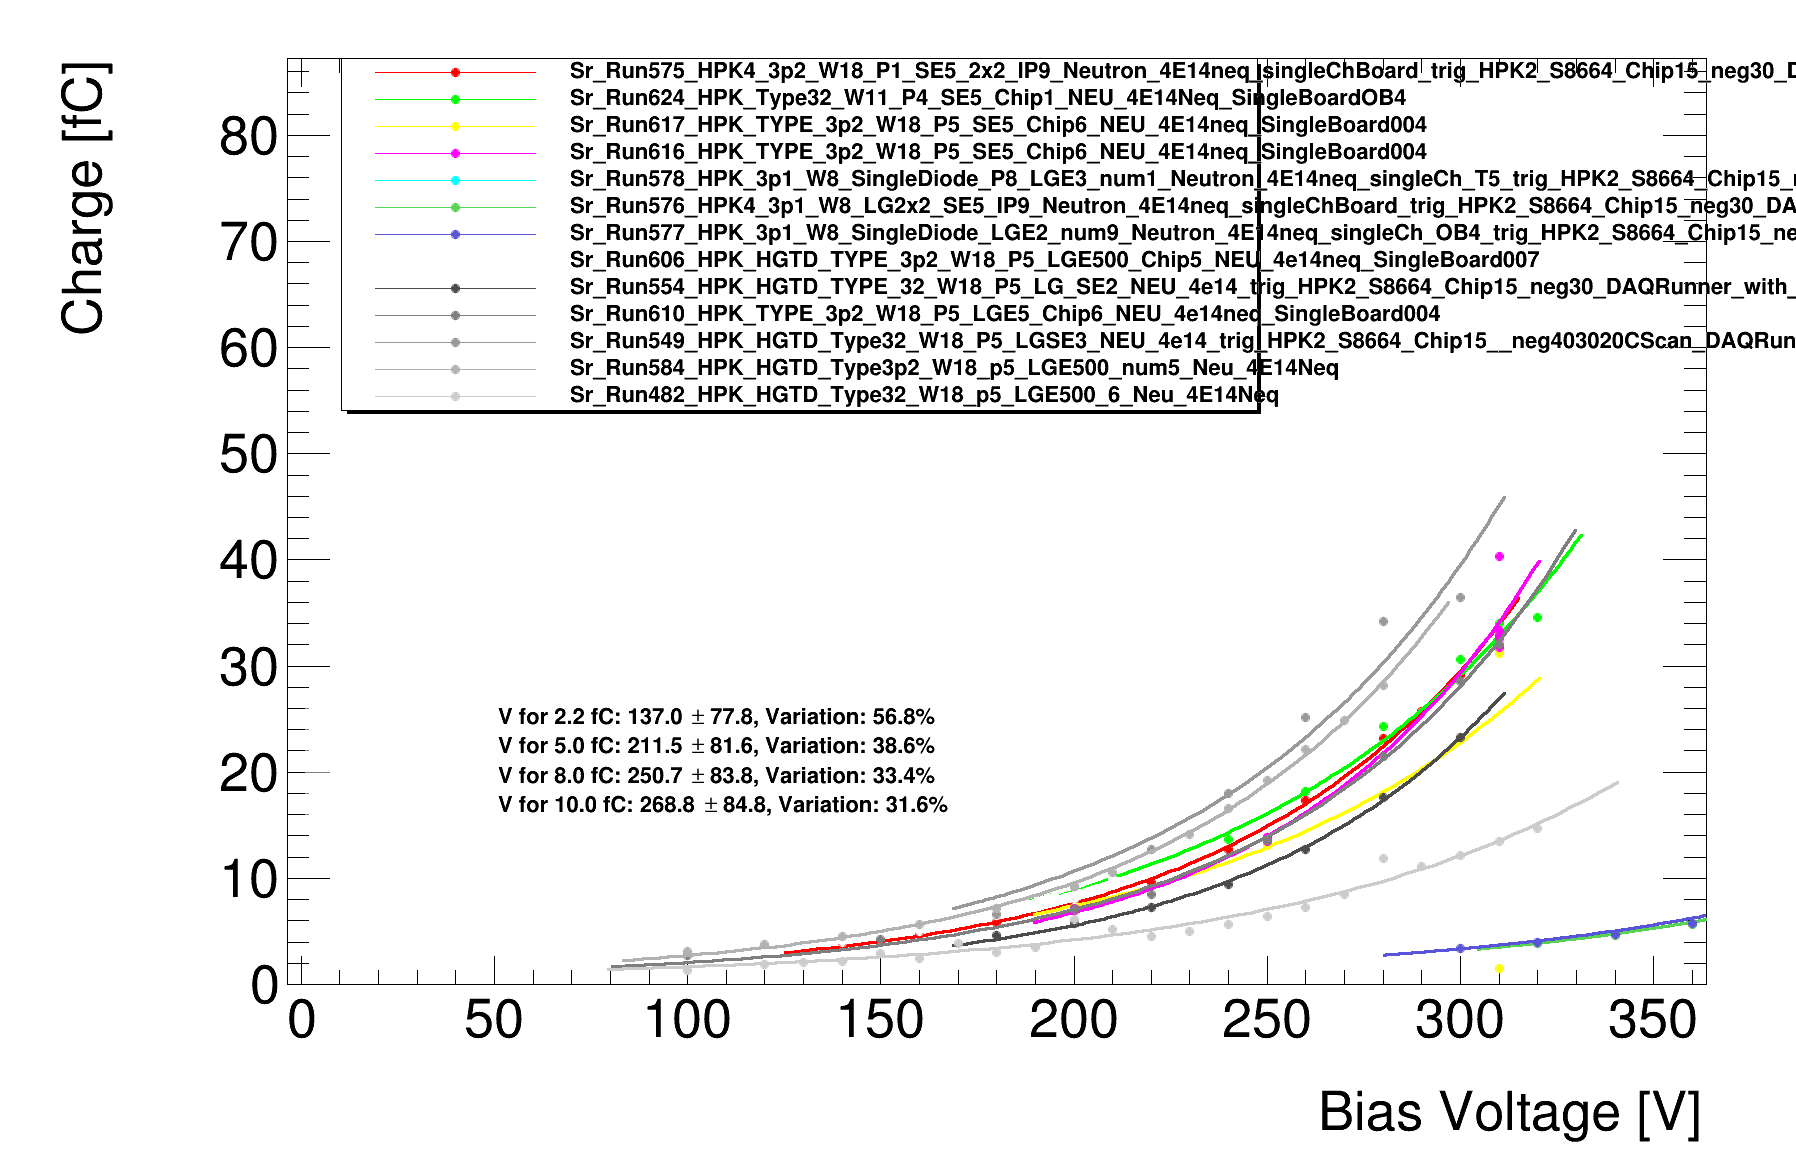 Charge [fC]
Sr_Run575_HPK4_3p2_W18_P1_SE5_2x2_IP9_Neutron_4E14neq_singleChBoard_trig_HPK2_S8664_Chip15_neg30_D
Sr_Run624_HPK_Type32_W11_P4_SE5_Chip1_NEU_4E14Neq_SingleBoardOB4
Sr_Run617_HPK_TYPE_3p2_W18_P5_SE5_Chip6_NEU_4E14neq_SingleBoard004
Sr_Run616_HPK_TYPE_3p2_W18_P5_SE5_Chip6_NEU_4E14neq_SingleBoard004
Sr_Run578_HPK_3p1_W8_SingleDiode_P8_LGE3_num1_Neutron_4E14neq_singleCh_T5_trig_HPK2_S8664_Chip15_
Sr_Run576_HPK4_3p1_W8_LG2x2_SE5_IP9_Neutron_4E14neq_singleChBoard_trig_HPK2_S8664_Chip15_neg30_DA
Sr_Run577_HPK_3p1_W8_SingleDiode_LGE2_num9_Neutron_4E14neq_singleCh_OB4_trig_HPK2_S8664_Chip15_ne
Sr_Run606_HPK_HGTD_TYPE_3p2_W18_P5_LGE500_Chip5_NEU_4e14neq_SingleBoard007
Sr_Run554_HPK_HGTD_TYPE_32_W18_P5_LG_SE2_NEU_4e14_trig_HPK2_S8664_Chip15_neg30_DAQRunner_with_
Sr_Run610_HPK_TYPE_3p2_W18_P5_LGE5_Chip6_NEU_4e14neq_SingleBoard004
Sr_Run549_HPK_HGTD_Type32_W18_P5_LGSE3_NEU_4e14_trig_HPK2_S8664_Chip15__neg403020CScan_DAQRun
Sr_Run584_HPK_HGTD_Type3p2_W18_p5_LGE500_num5_Neu_4E14Neq
Sr_Run482_HPK_HGTD_Type32_W18_p5_LGE500_6_Neu_4E14Neq
80
70
60
50
40
30
20
10
0
V for 2.2 fC: 137.0 ± 77.8, Variation: 56.8%
V for 5.0 fC: 211.5 ± 81.6, Variation: 38.6%
V for 8.0 fC: 250.7 ± 83.8, Variation: 33.4%
V for 10.0 fC: 268.8 ± 84.8, Variation: 31.6%
0 50 100 150 200 250 300 350
Bias Voltage [V]